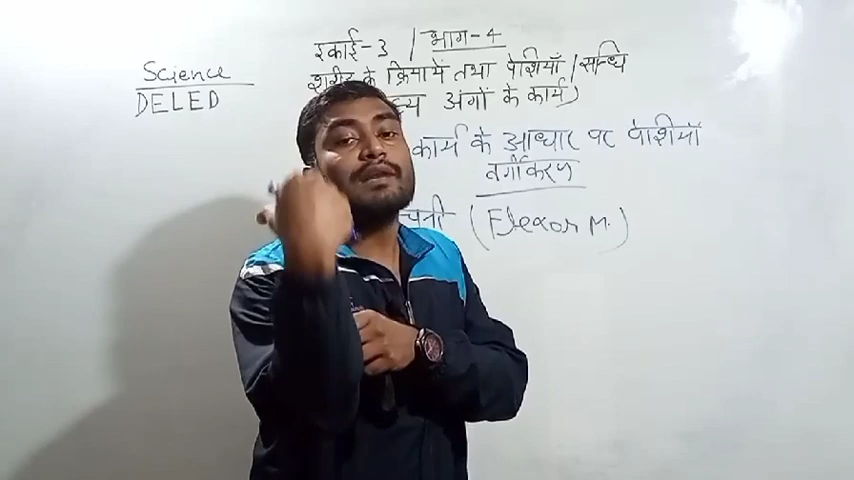 Science
DELED
इकाई-3 / भाग-4
शरीर के क्रियायें तथा पेशियाँ / सन्धि
अंगों के कार्य)
कार्य के आधार पर पेशियों
वर्गीकरण
(Flexor M.)